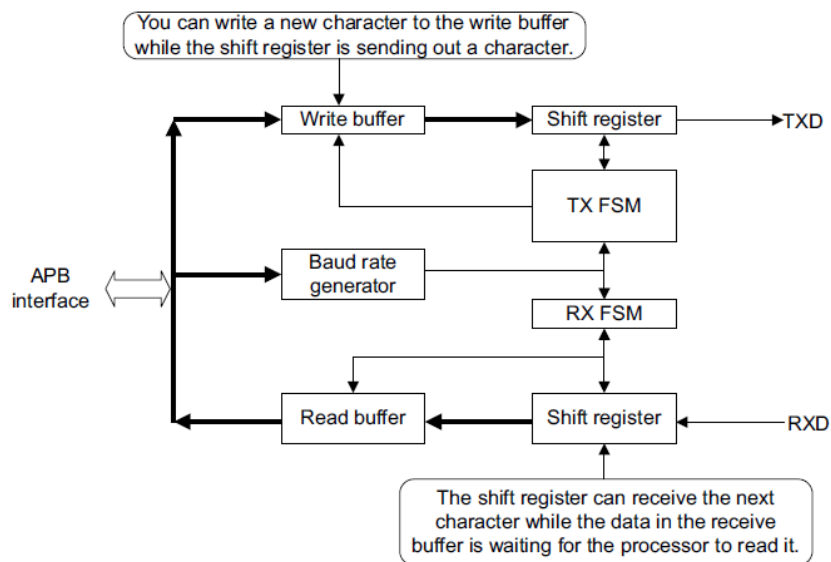 You can write a new character to the write buffer
while the shift register is sending out a character.
Write buffer
Shift register
TXD
TX FSM
APB
interface
Baud rate
generator
RX FSM
Read buffer
Shift register
RXD
The shift register can receive the next
character while the data in the receive
buffer is waiting for the processor to read it.